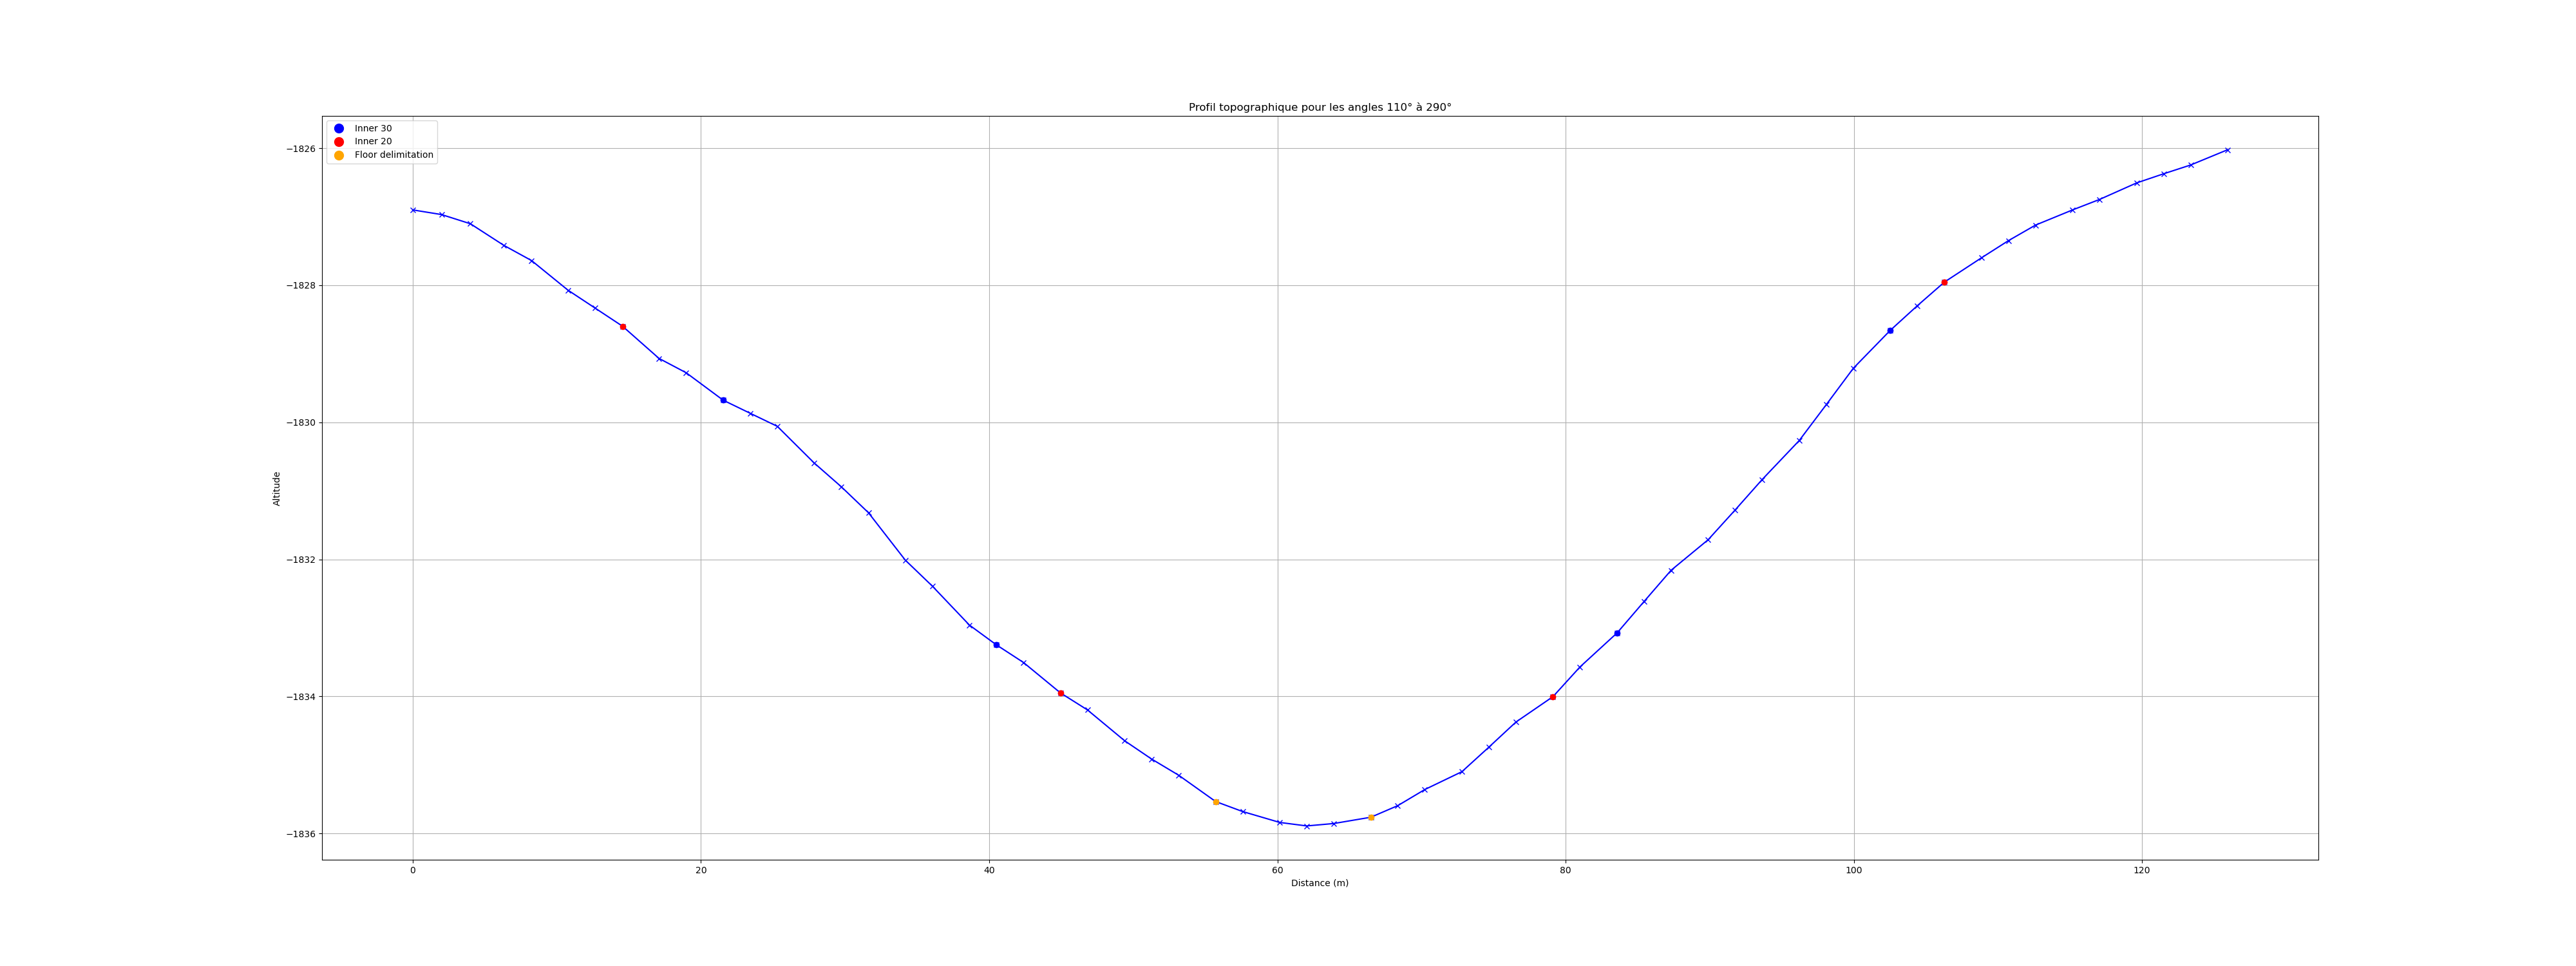 Profil topographique pour les angles 110° à 290°
Inner 30
Inner 20
Floor delimitation
−1826
−1828
−1830
−1832
−1834
−1836
Altitude
0 20 40 60 80 100 120
Distance (m)